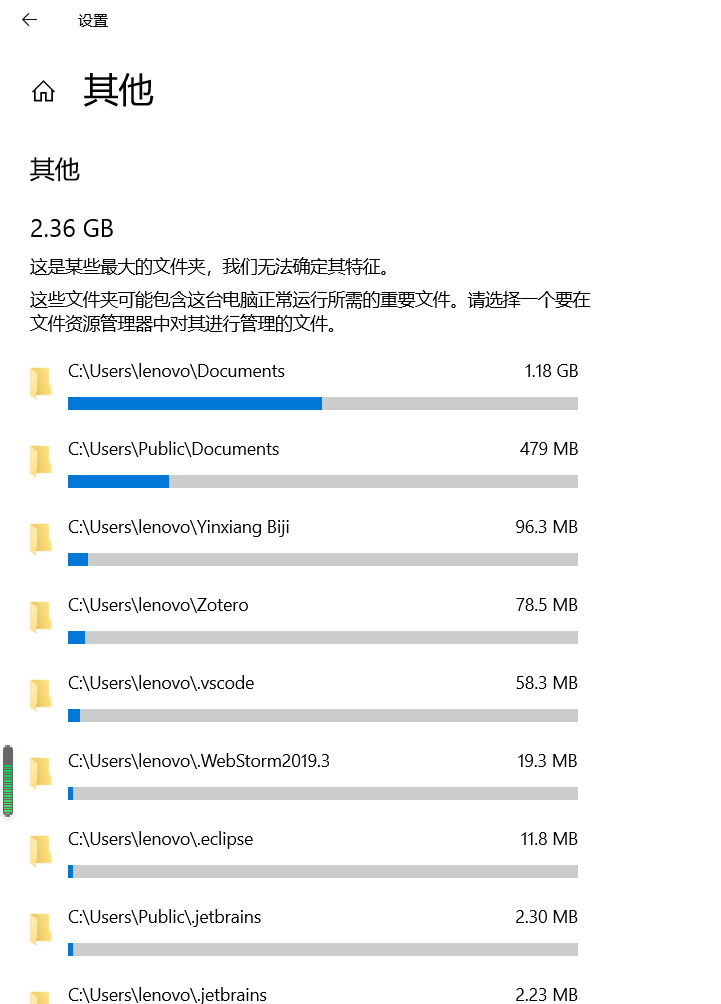 设置
其他
其他
2.36 GB
这是某些最大的文件夹，我们无法确定其特征。
这些文件夹可能包含这台电脑正常运行所需的重要文件。请选择一个要在
文件资源管理器中对其进行管理的文件。
C:\Users\lenovo\Documents 1.18 GB
C:\Users\Public\Documents 479 MB
C:\Users\lenovo\Yinxiang Biji 96.3 MB
C:\Users\lenovo\Zotero 78.5 MB
C:\Users\lenovo\.vscode 58.3 MB
C:\Users\lenovo\.WebStorm2019.3 19.3 MB
C:\Users\lenovo\.eclipse 11.8 MB
C:\Users\Public\.jetbrains 2.30 MB
C:\Users\lenovo\.jetbrains 2.23 MB